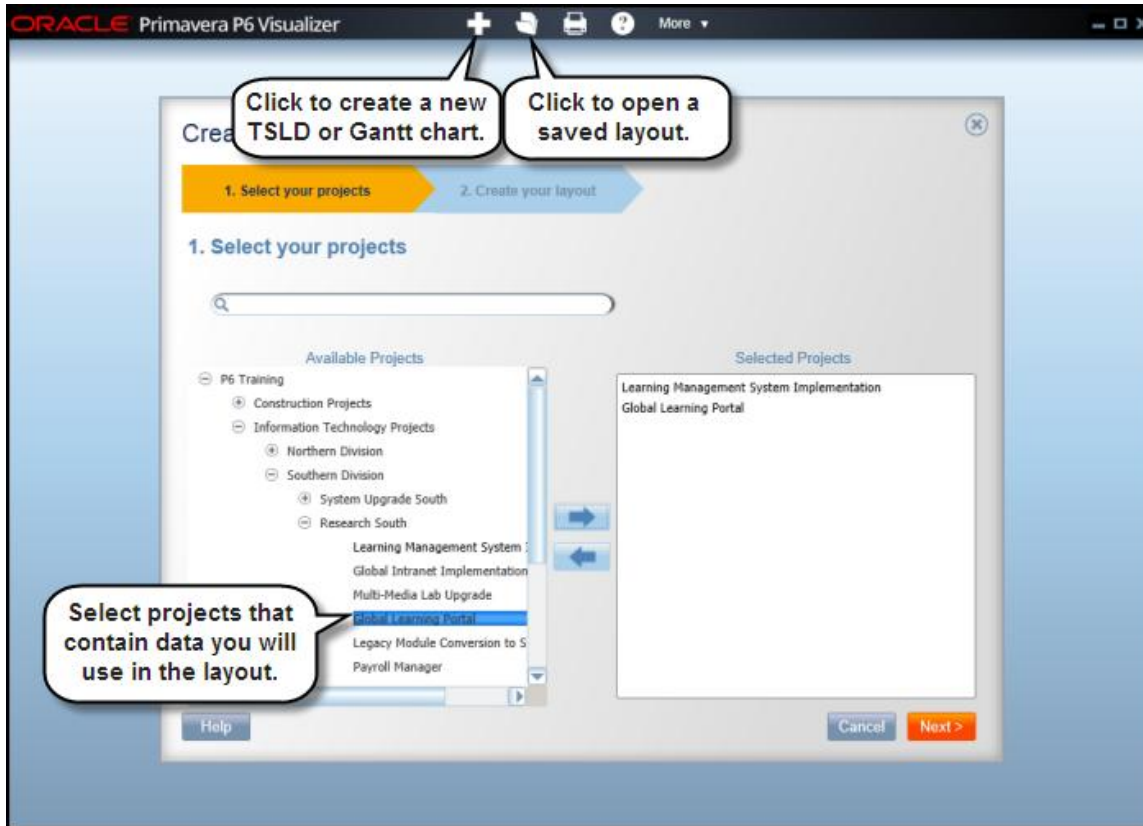 ORACLE Primavera P6 Visualizer
? More
Click to create a new
TSLD or Gantt chart.
Click to open a
saved layout.
Crea
1. Select your projects
2. Create your layout
1. Select your projects
Available Projects
P6 Training
Construction Projects
Information Technology Projects
Northern Division
Southern Division
System Upgrade South
Research South
Learning Management System
Global Intranet Implementation
Multi-Media Lab Upgrade
Global Learning Portal
Legacy Module Conversion to S
Payroll Manager
Selected Projects
Learning Management System Implementation
Global Learning Portal
Select projects that
contain data you will
use in the layout.
Help
Cancel
Next >